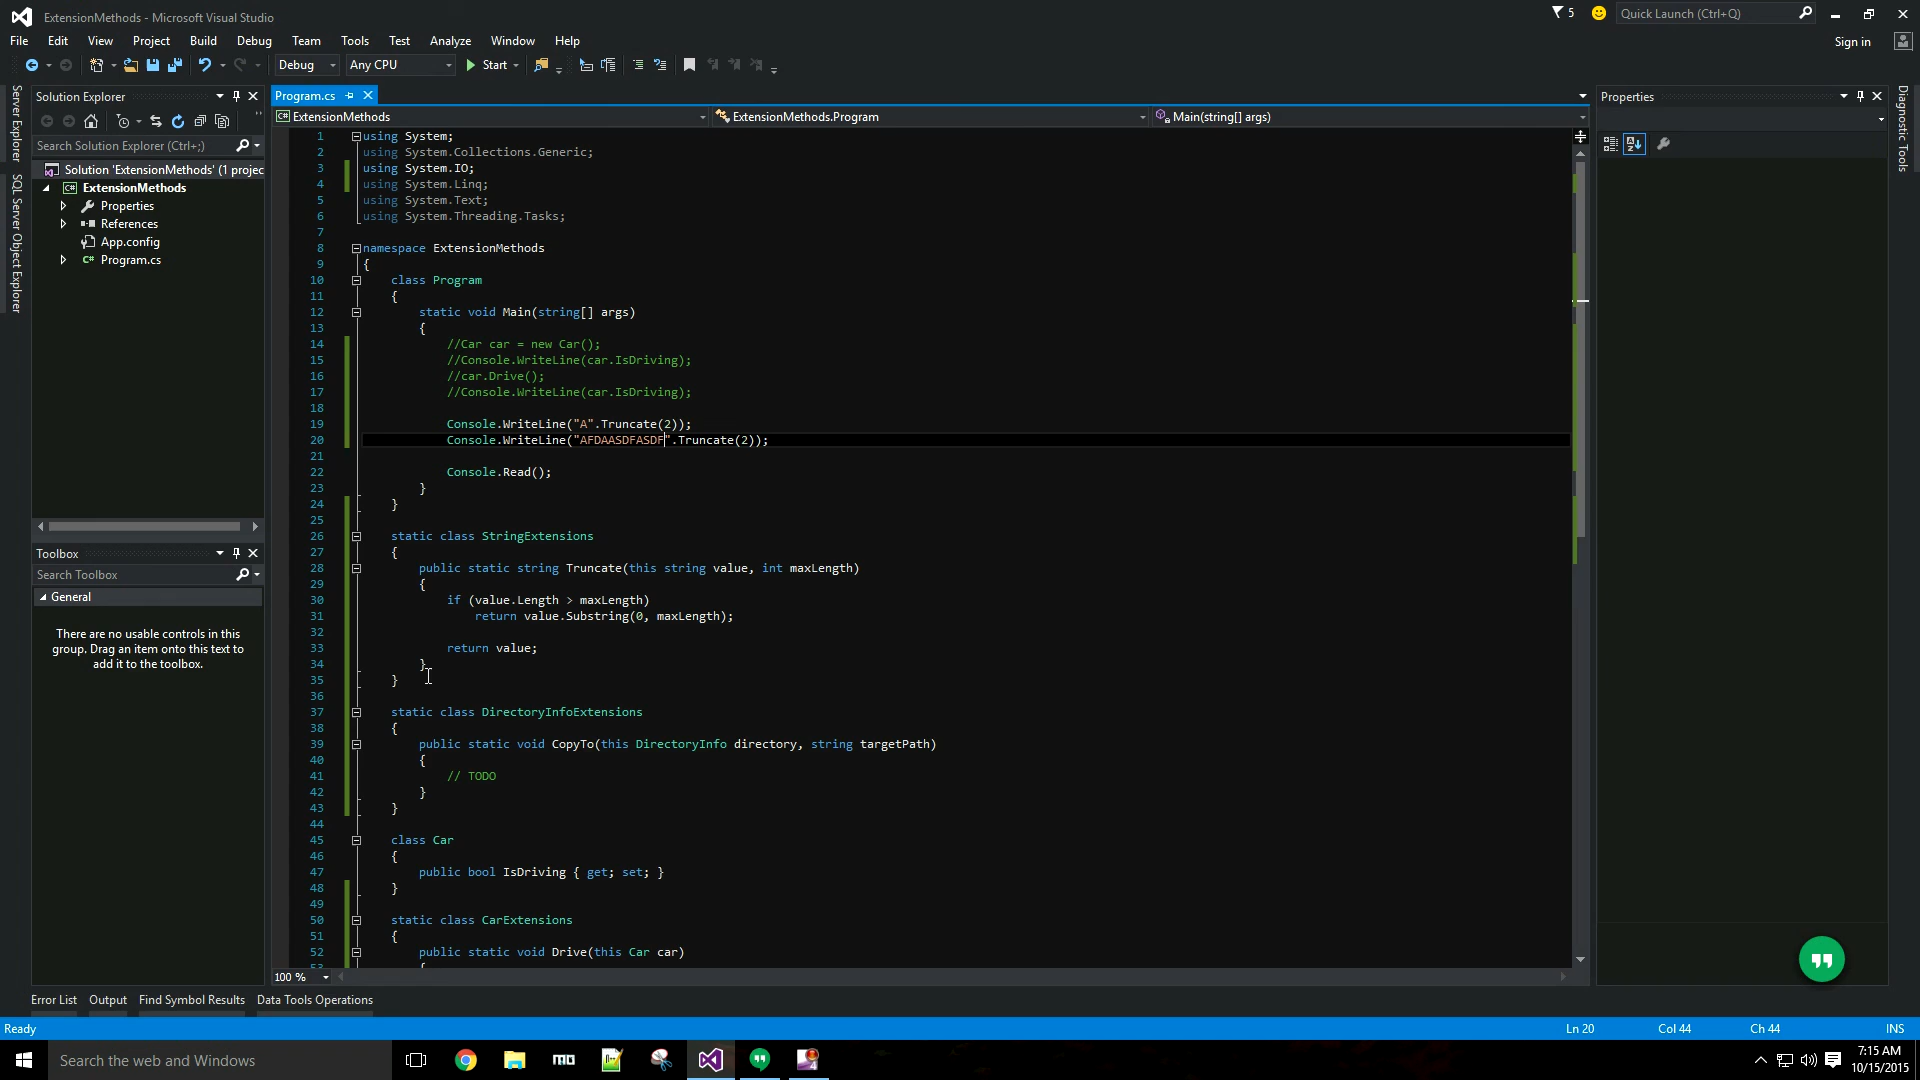 ExtensionMethods - Microsoft Visual Studio
5
Quick Launch (Ctrl+Q)
File Edit View Project Build Debug Team Tools Test Analyze Window Help
Sign in
Debug Any CPU Start
Server Explorer
SQL Server Object Explorer
Solution Explorer
Search Solution Explorer (Ctrl+;)
Solution 'ExtensionMethods' (1 projec
ExtensionMethods
Properties
References
App.config
Program.cs
Toolbox
Search Toolbox
General
There are no usable controls in this
group. Drag an item onto this text to
add it to the toolbox.
Program.cs
ExtensionMethods ExtensionMethods.Program Main(string[] args)
1 using System;
2 using System.Collections.Generic;
3 using System.IO;
4 using System.Linq;
5 using System.Text;
6 using System.Threading.Tasks;
7
8 namespace ExtensionMethods
9 {
10 class Program
11 {
12 static void Main(string[] args)
13 {
14 //Car car = new Car();
15 //Console.WriteLine(car.IsDriving);
16 //car.Drive();
17 //Console.WriteLine(car.IsDriving);
18
19 Console.WriteLine("A".Truncate(2));
20 Console.WriteLine("AFDAASDFASDF".Truncate(2));
21
22 Console.Read();
23 }
24 }
25
26 static class StringExtensions
27 {
28 public static string Truncate(this string value, int maxLength)
29 {
30 if (value.Length > maxLength)
31 return value.Substring(0, maxLength);
32
33 return value;
34 }
35 }
36
37 static class DirectoryInfoExtensions
38 {
39 public static void CopyTo(this DirectoryInfo directory, string targetPath)
40 {
41 // TODO
42 }
43 }
44
45 class Car
46 {
47 public bool IsDriving { get; set; }
48 }
49
50 static class CarExtensions
51 {
52 public static void Drive(this Car car)
53 {
100 %
Properties
Diagnostic Tools
Error List Output Find Symbol Results Data Tools Operations
Ready Ln 20 Col 44 Ch 44 INS
Search the web and Windows
7:15 AM
10/15/2015